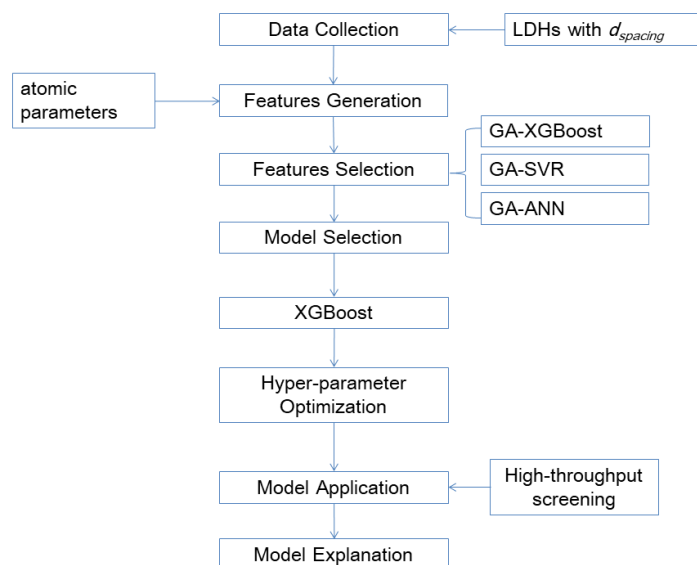 Data Collection
LDHs with d_spacing
atomic
parameters
Features Generation
Features Selection
GA-XGBoost
GA-SVR
GA-ANN
Model Selection
XGBoost
Hyper-parameter
Optimization
Model Application
High-throughput
screening
Model Explanation